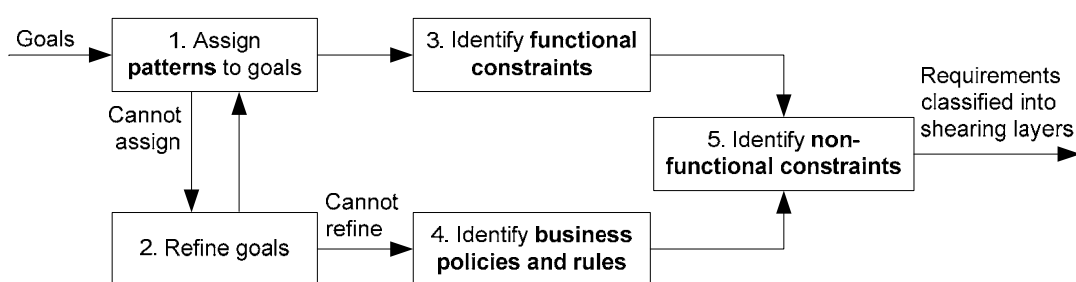 Goals
1. Assign
patterns to goals
3. Identify functional
constraints
Requirements
classified into
shearing layers
Cannot
assign
5. Identify non-
functional constraints
2. Refine goals
Cannot
refine
4. Identify business
policies and rules